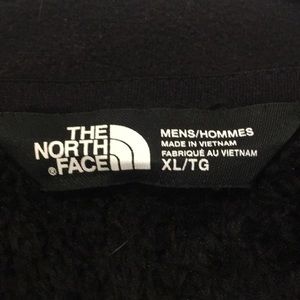 THE
NORTH
®FACE
MENS/HOMMES
MADE IN VIETNAM
FABRIQUÉ AU VIETNAM
XL/TG